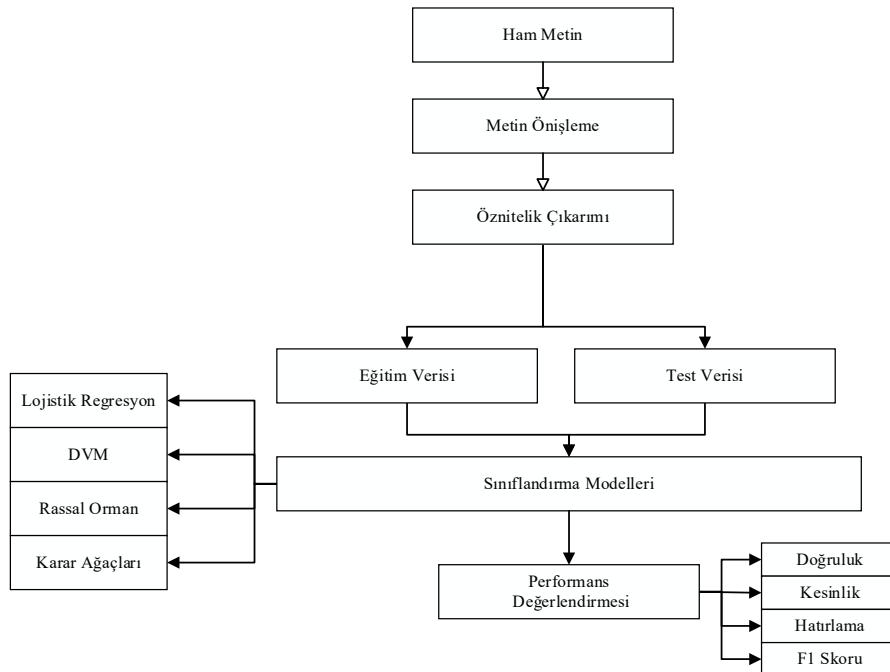 Ham Metin
Metin Önişleme
Öznitelik Çıkarımı
Eğitim Verisi
Test Verisi
Lojistik Regresyon
DVM
Rassal Orman
Karar Ağaçları
Sınıflandırma Modelleri
Performans
Değerlendirmesi
Doğruluk
Kesinlik
Hatırlama
F1 Skoru